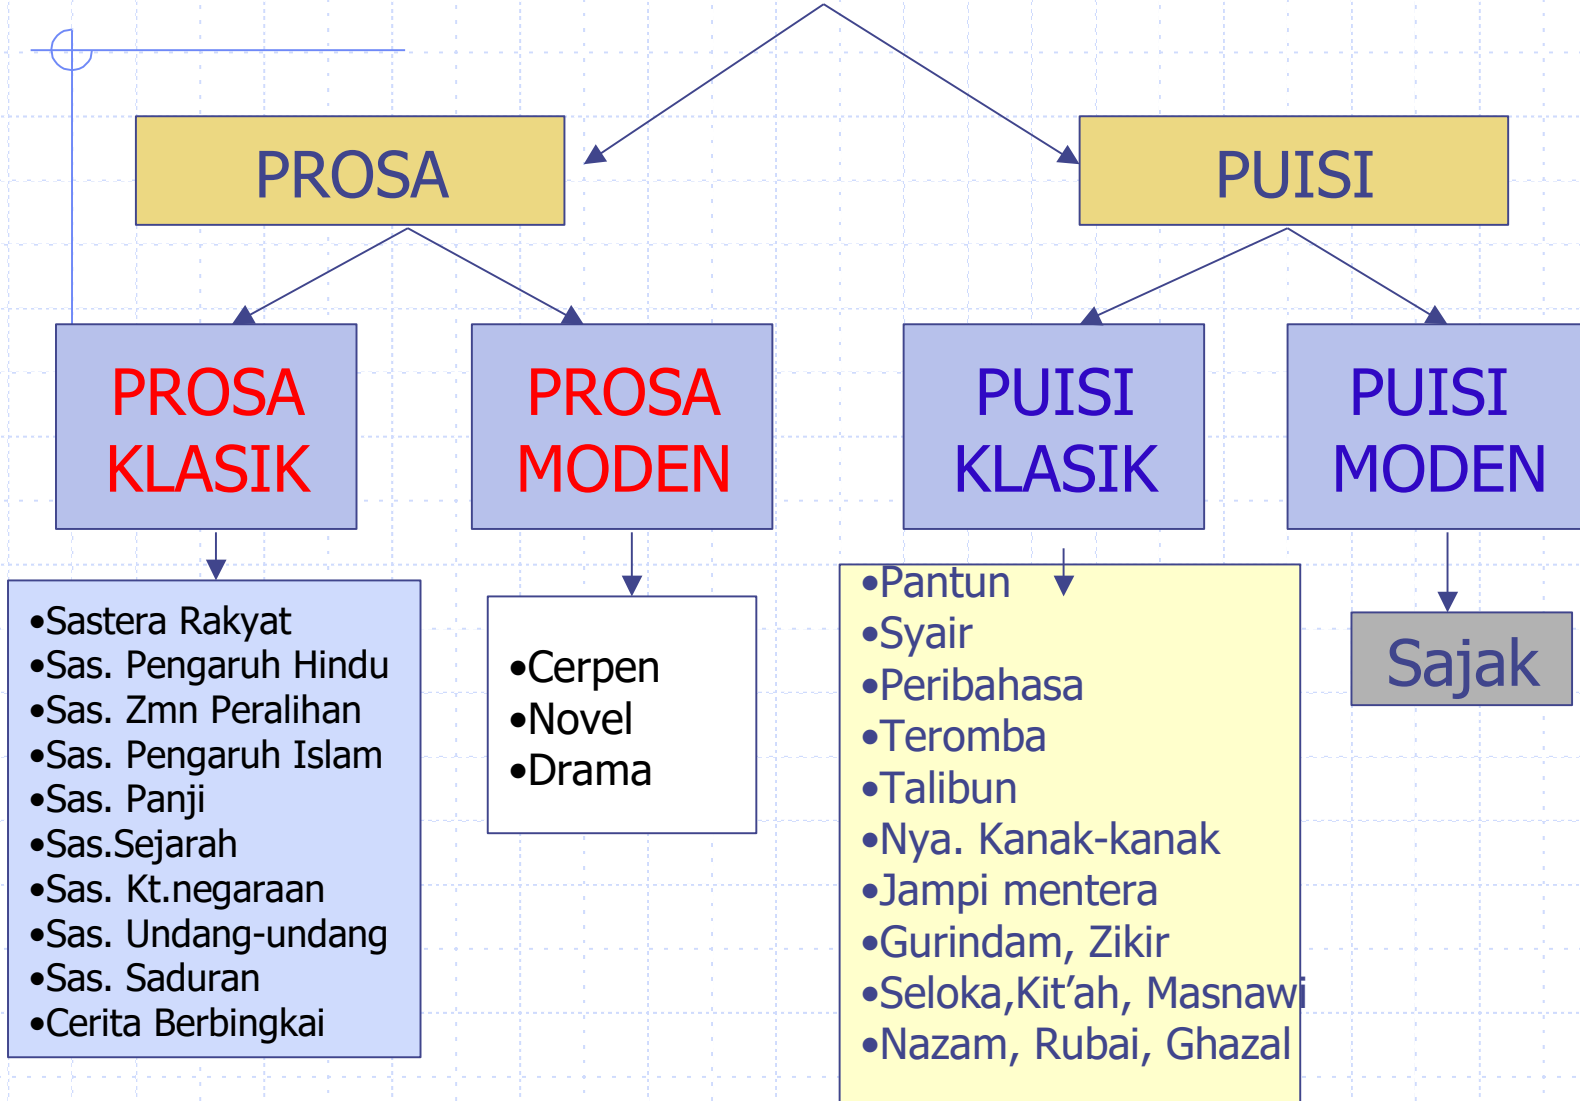 PROSA
PUISI
PROSA
KLASIK
PROSA
MODEN
PUISI
KLASIK
PUISI
MODEN
•Sastera Rakyat
•Sas. Pengaruh Hindu
•Sas. Zmn Peralihan
•Sas. Pengaruh Islam
•Sas. Panji
•Sas.Sejarah
•Sas. Kt.negaraan
•Sas. Undang-undang
•Sas. Saduran
•Cerita Berbingkai
•Cerpen
•Novel
•Drama
•Pantun
•Syair
•Peribahasa
•Teromba
•Talibun
•Nya. Kanak-kanak
•Jampi mentera
•Gurindam, Zikir
•Seloka,Kit’ah, Masnawi
•Nazam, Rubai, Ghazal
Sajak